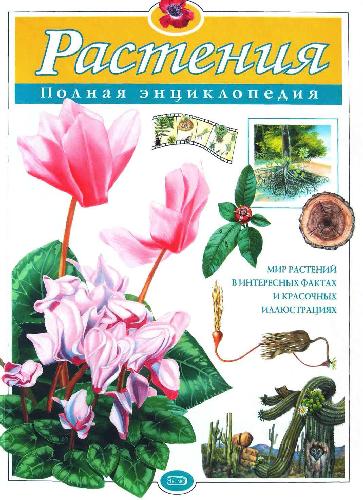 Растения
Полная энциклопедия
Мир растений
в интересных фактах
и красочных
иллюстрациях